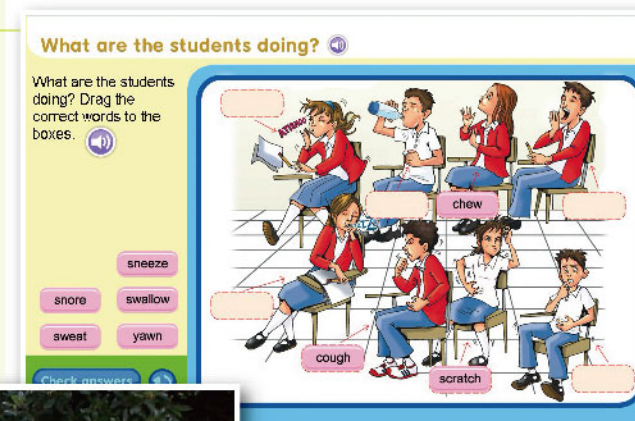 What are the students doing?
What are the students
doing? Drag the
correct words to the
boxes.
sneeze
snore
swallow
sweat
yawn
Check answers
ATISHOO
chew
cough
scratch